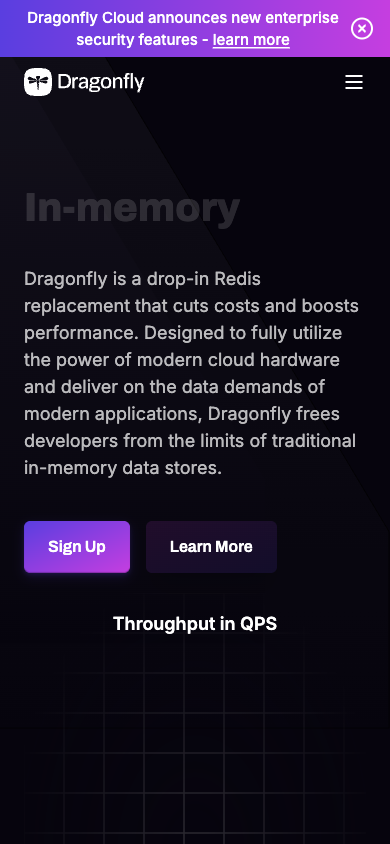 Dragonfly Cloud announces new enterprise
security features - learn more
Dragonfly
In-memory
Dragonfly is a drop-in Redis
replacement that cuts costs and boosts
performance. Designed to fully utilize
the power of modern cloud hardware
and deliver on the data demands of
modern applications, Dragonfly frees
developers from the limits of traditional
in-memory data stores.
Sign Up
Learn More
Throughput in QPS